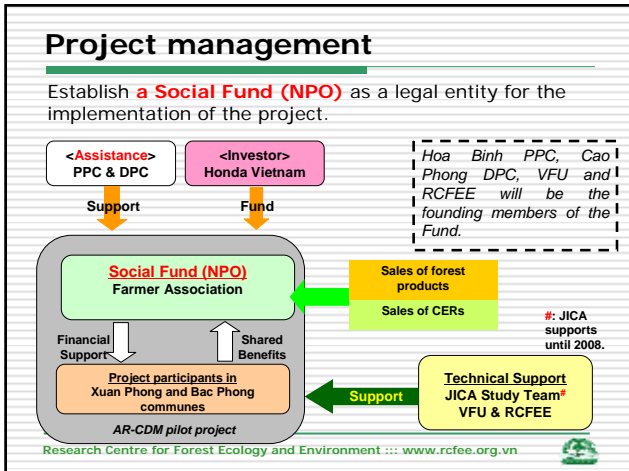 Project management
Establish a Social Fund (NPO) as a legal entity for the
implementation of the project.
<Assistance>
PPC & DPC
<Investor>
Honda Vietnam
Hoa Binh PPC, Cao
Phong DPC, VFU and
RCFEE will be the
founding members of the
Fund.
Support
Fund
Social Fund (NPO)
Farmer Association
Sales of forest
products
Sales of CERs
#: JICA
supports
until 2008.
Financial
Support
Shared
Benefits
Project participants in
Xuan Phong and Bac Phong
communes
Support
Technical Support
JICA Study Team#
VFU & RCFEE
AR-CDM pilot project
Research Centre for Forest Ecology and Environment ::: www.rcfee.org.vn